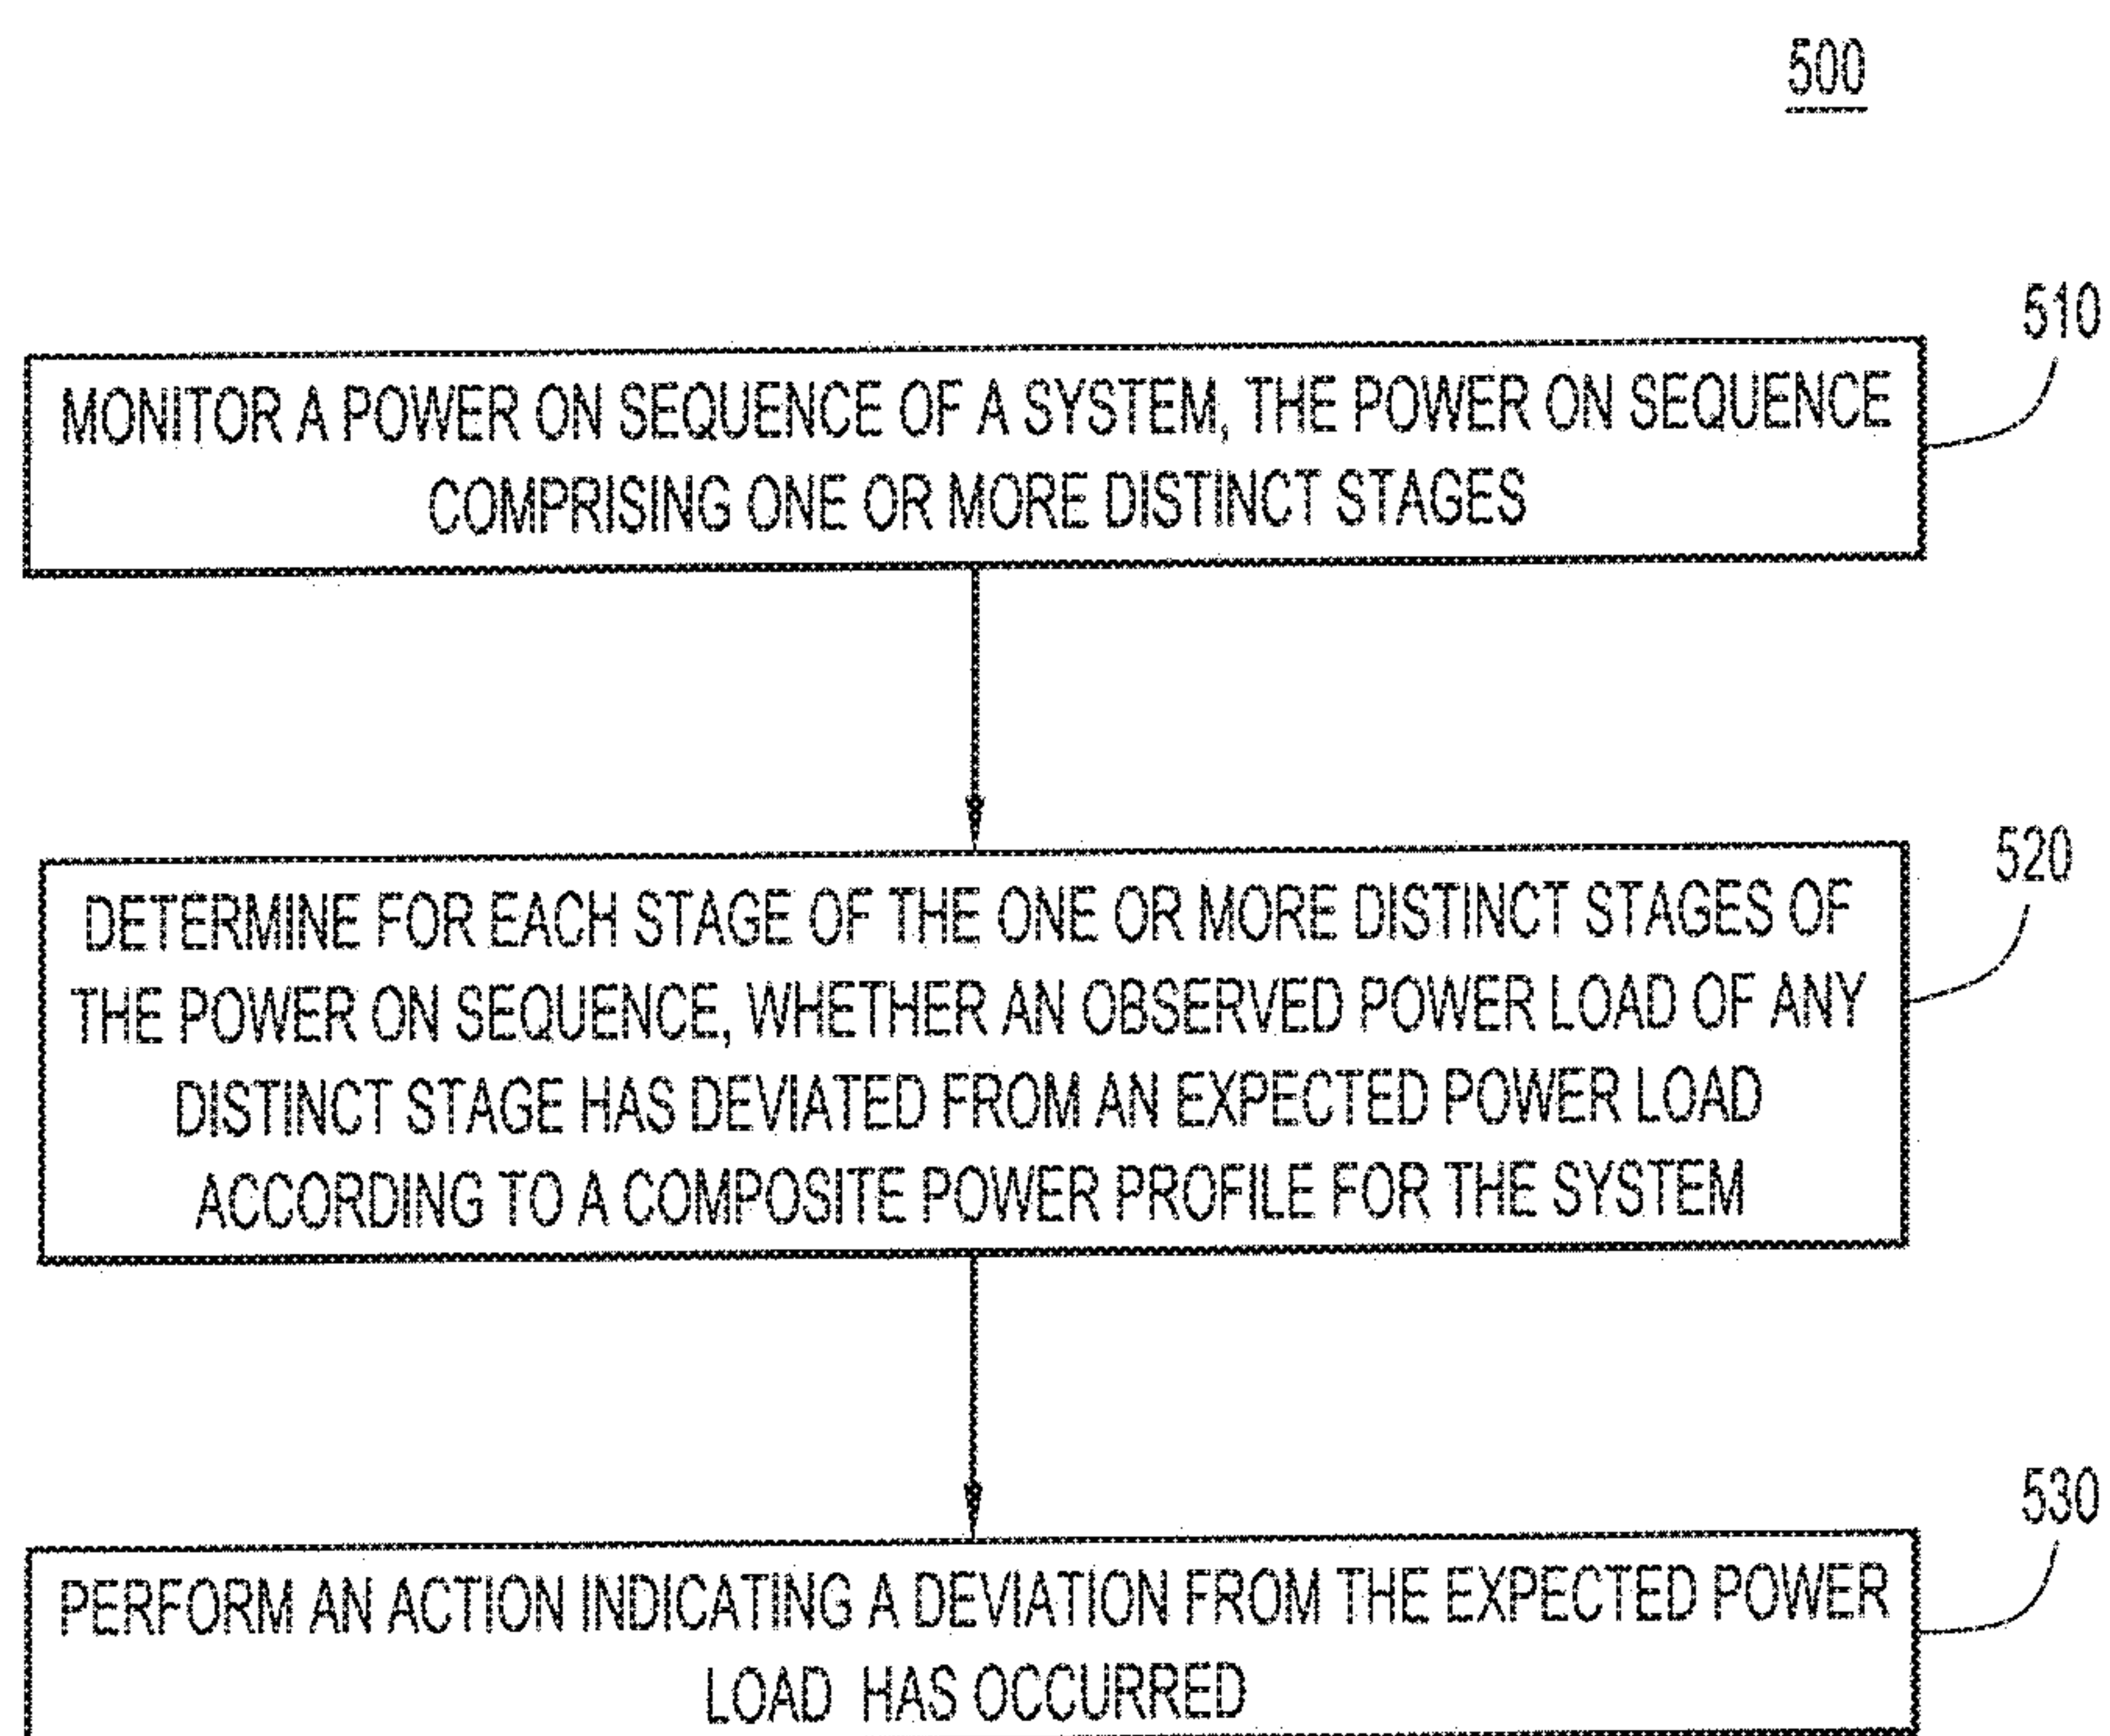 500
510
MONITOR A POWER ON SEQUENCE OF A SYSTEM, THE POWER ON SEQUENCE
COMPRISING ONE OR MORE DISTINCT STAGES
520
DETERMINE FOR EACH STAGE OF THE ONE OR MORE DISTINCT STAGES OF
THE POWER ON SEQUENCE, WHETHER AN OBSERVED POWER LOAD OF ANY
DISTINCT STAGE HAS DEVIATED FROM AN EXPECTED POWER LOAD
ACCORDING TO A COMPOSITE POWER PROFILE FOR THE SYSTEM
530
PERFORM AN ACTION INDICATING A DEVIATION FROM THE EXPECTED POWER
LOAD HAS OCCURRED